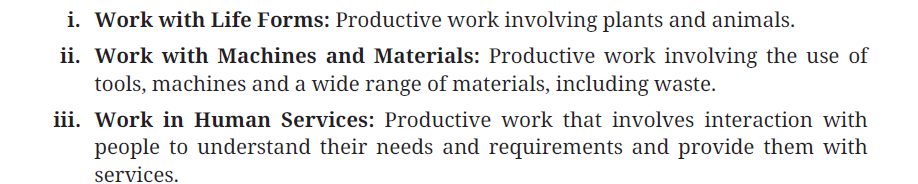 i. Work with Life Forms: Productive work involving plants and animals.
ii. Work with Machines and Materials: Productive work involving the use of
tools, machines and a wide range of materials, including waste.
iii. Work in Human Services: Productive work that involves interaction with
people to understand their needs and requirements and provide them with
services.